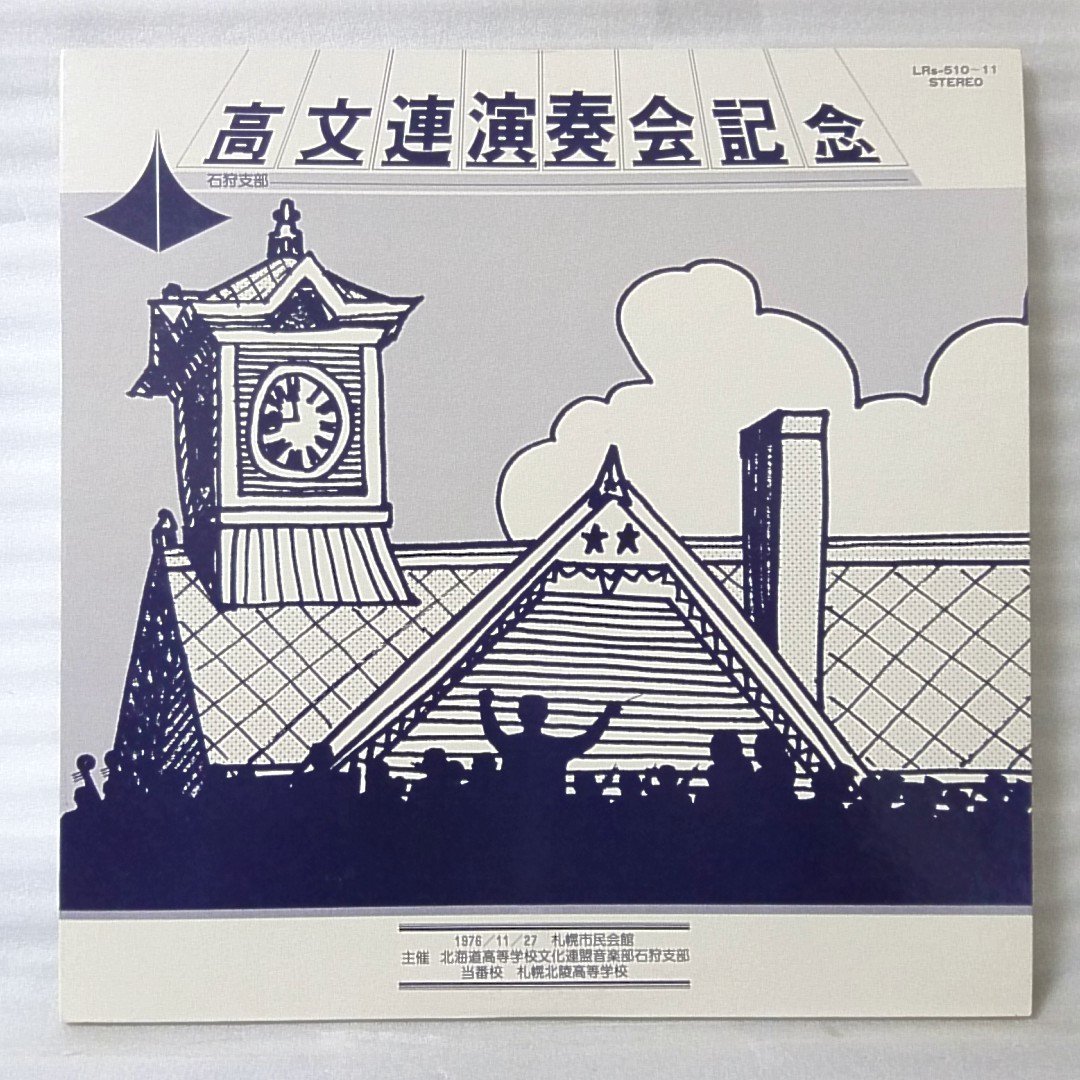 LRs-510-11
STEREO
高文連演奏会記念
石狩支部
1976/11/27 札幌市民会館
主催 北海道高等学校文化連盟音楽部石狩支部
当番校 札幌北陵高等学校